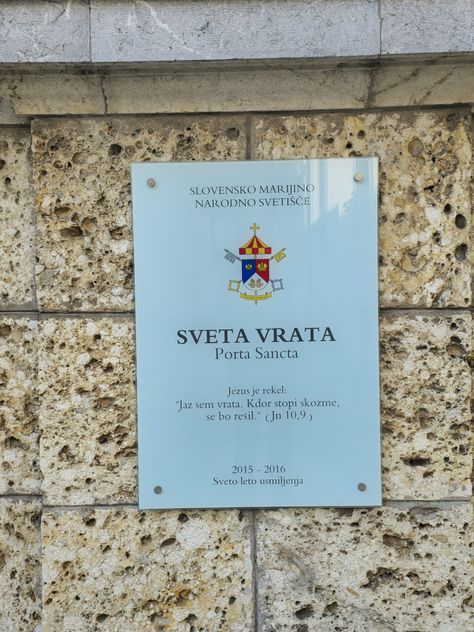 SLOVENSKO MARIJINO
NARODNO SVETIŠČE
SVETA VRATA
Porta Sancta
Jezus je rekel:
"Jaz sem vrata. Kdor stopi skozme,
se bo rešil." ( Jn 10,9 )
2015 - 2016
Sveto leto usmiljenja